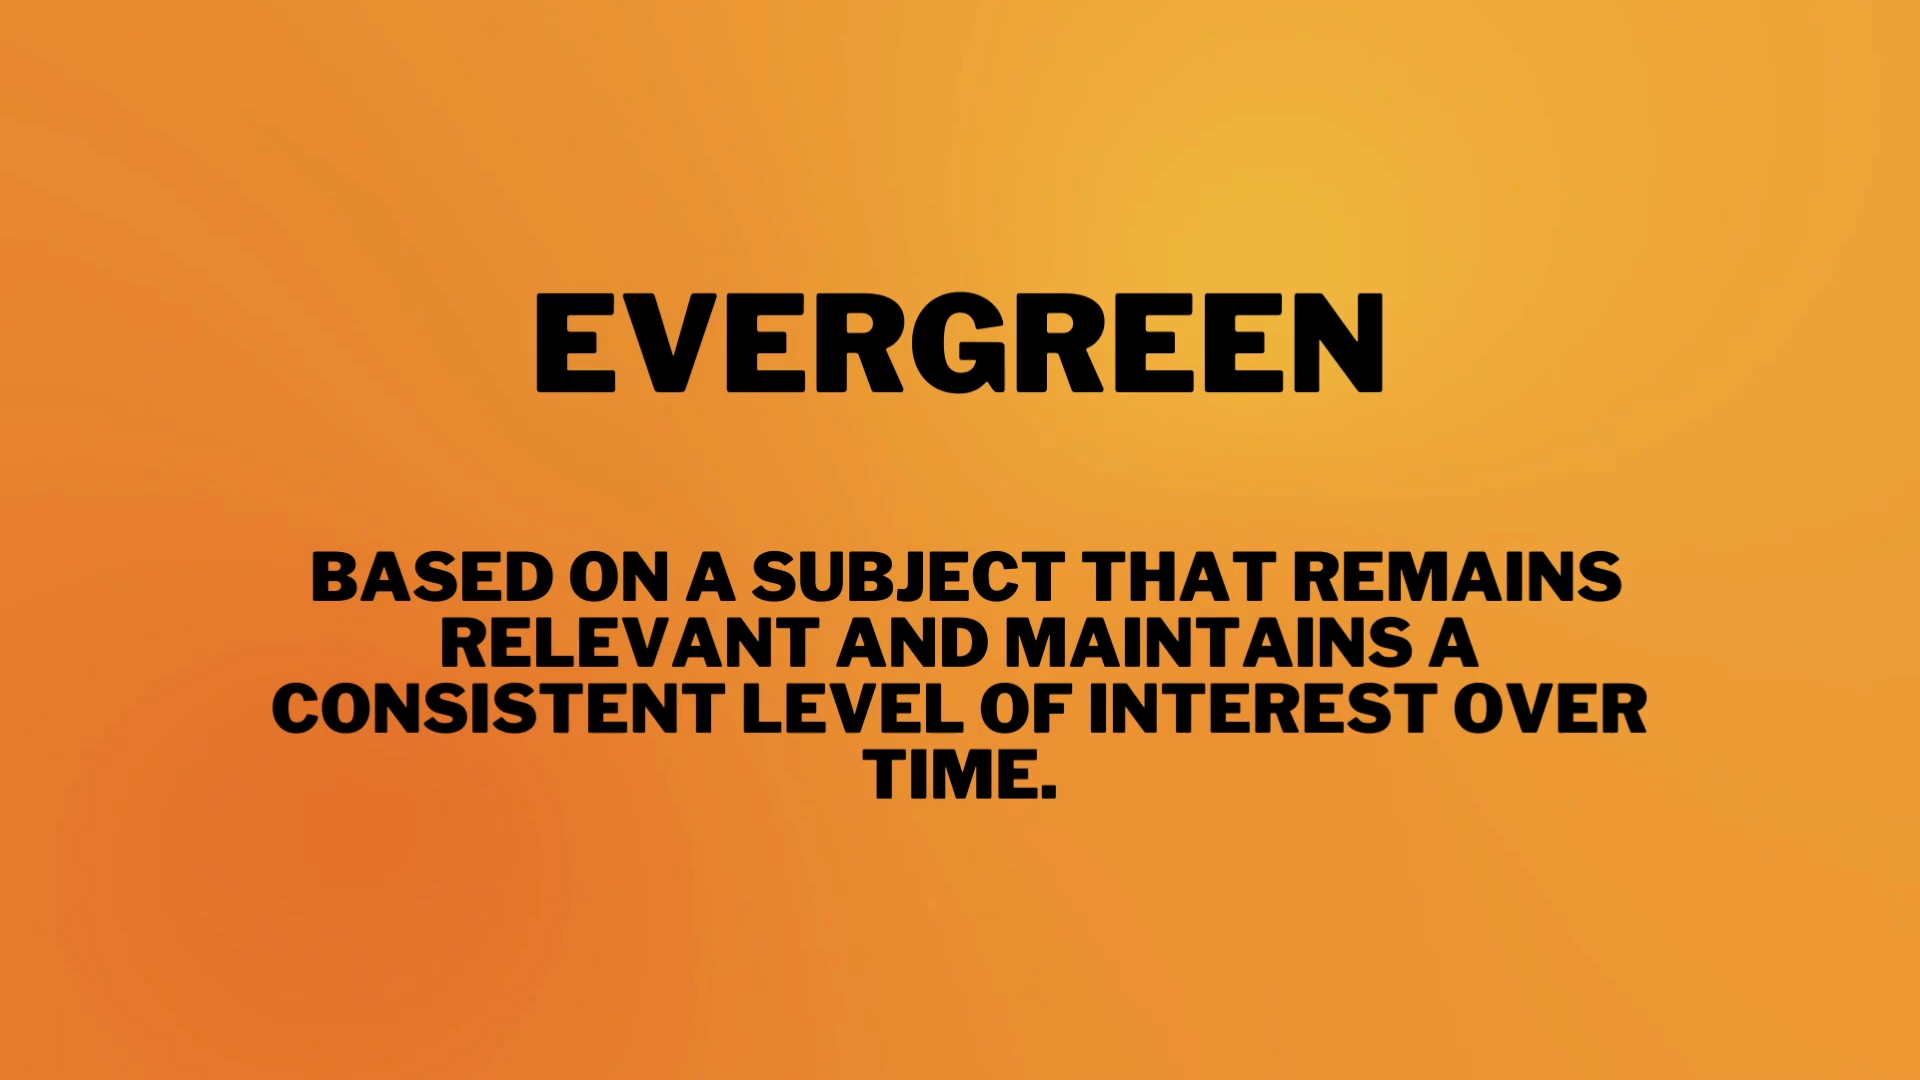 EVERGREEN
BASED ON A SUBJECT THAT REMAINS
RELEVANT AND MAINTAINS A
CONSISTENT LEVEL OF INTEREST OVER
TIME.